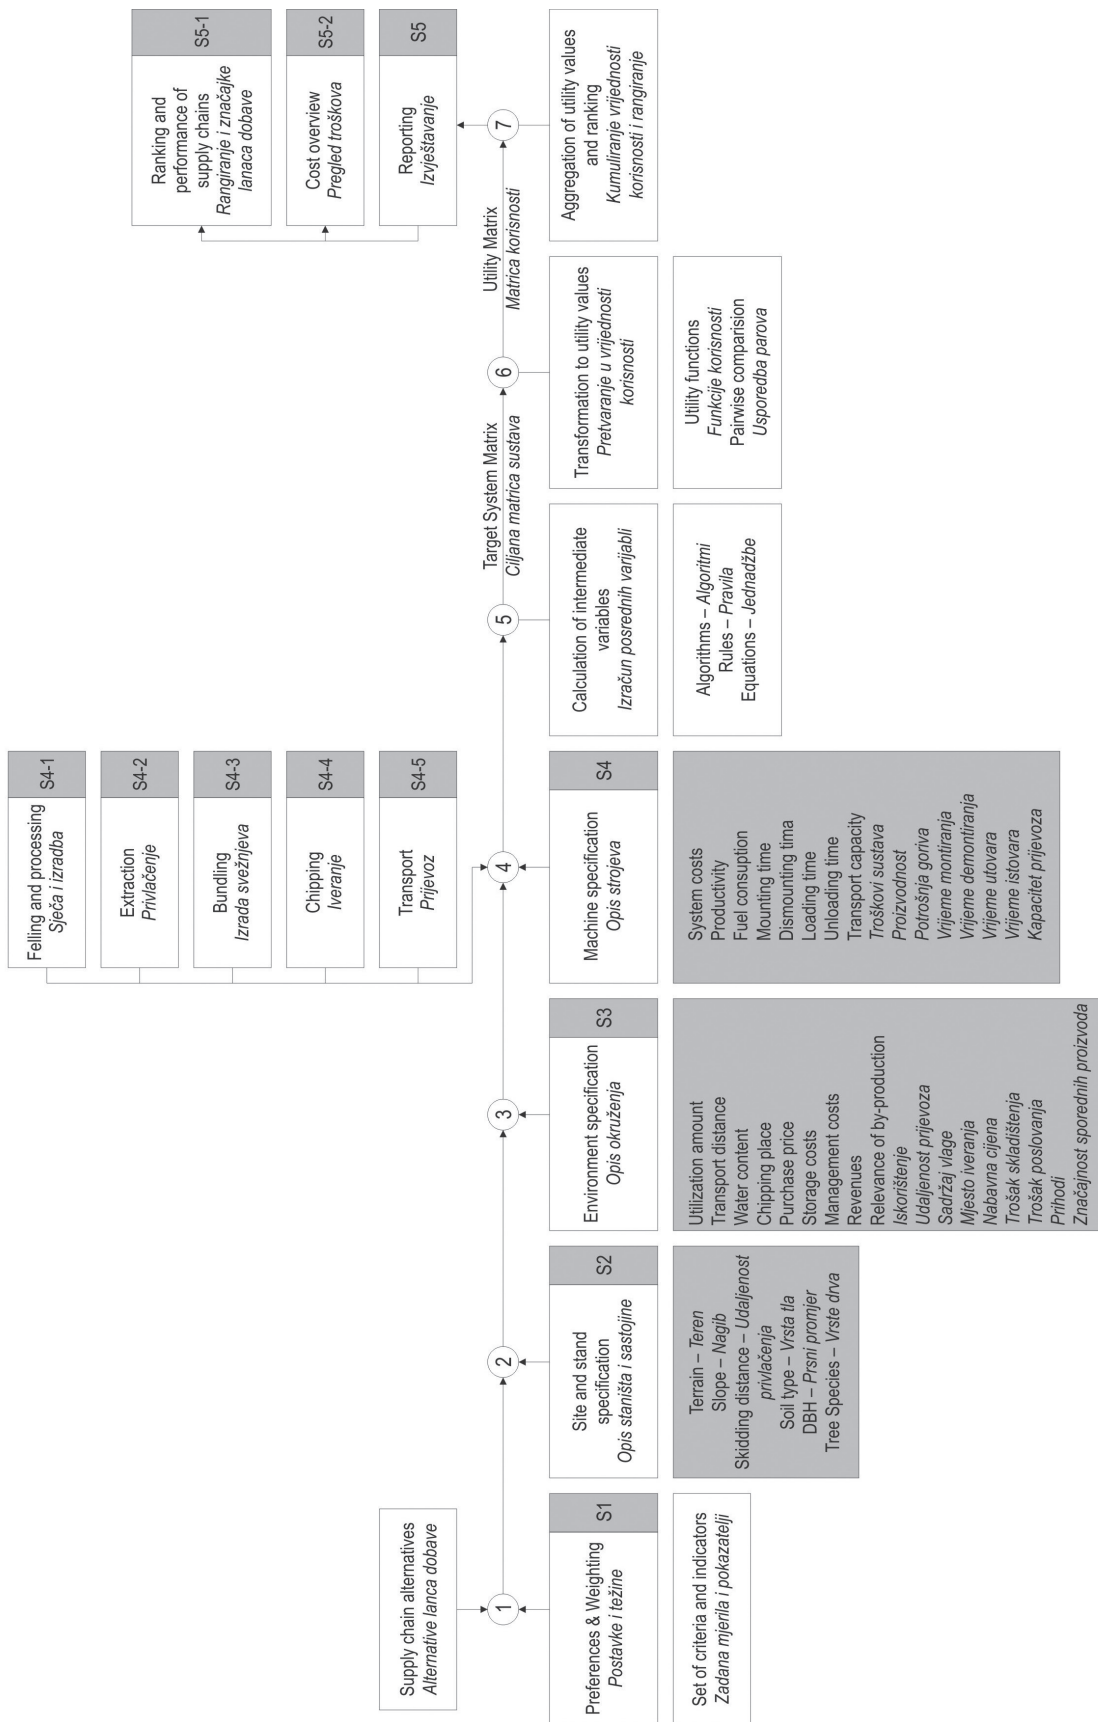 Supply chain alternatives
Alternative lanca dobave
1
Preferences & Weighting
Postavke i težine
S1
Set of criteria and indicators
Zadana mjerila i pokazatelji
2
Site and stand
specification
Opis staništa i sastojine
S2
Terrain – Teren
Slope – Nagib
Skidding distance – Udaljenost
privlačenja
Soil type – Vrsta tla
DBH – Prsni promjer
Tree Species – Vrste drva
3
Environment specification
Opis okruženja
S3
Utilization amount
Transport distance
Water content
Chipping place
Purchase price
Storage costs
Management costs
Revenues
Relevance of by-production
Iskorištenje
Udaljenost prijevoza
Sadržaj vlage
Mjesto iveranja
Nabavna cijena
Trošak skladištenja
Trošak poslovanja
Prihodi
Značajnost sporednih proizvoda
Felling and processing
Sječa i izradba
S4-1
Extraction
Privlačenje
S4-2
Bundling
Izrada svežnjeva
S4-3
Chipping
Iveranje
S4-4
Transport
Prijevoz
S4-5
4
Machine specification
Opis strojeva
S4
System costs
Productivity
Fuel consuption
Mounting time
Dismounting tima
Loading time
Unloading time
Transport capacity
Troškovi sustava
Proizvodnost
Potrošnja goriva
Vrijeme montiranja
Vrijeme demontiranja
Vrijeme utovara
Vrijeme istovara
Kapacitet prijevoza
5
Calculation of intermediate
variables
Izračun posrednih varijabli
Algorithms – Algoritmi
Rules – Pravila
Equations – Jednadžbe
Target System Matrix
Ciljana matrica sustava
6
Transformation to utility values
Pretvaranje u vrijednosti
korisnosti
Utility functions
Funkcije korisnosti
Pairwise comparision
Usporedba parova
Utility Matrix
Matrica korisnosti
7
Aggregation of utility values
and ranking
Kumuliranje vrijednosti
korisnosti i rangiranje
Ranking and
performance of
supply chains
Rangiranje i značajke
lanaca dobave
S5-1
Cost overview
Pregled troškova
S5-2
Reporting
Izvještavanje
S5